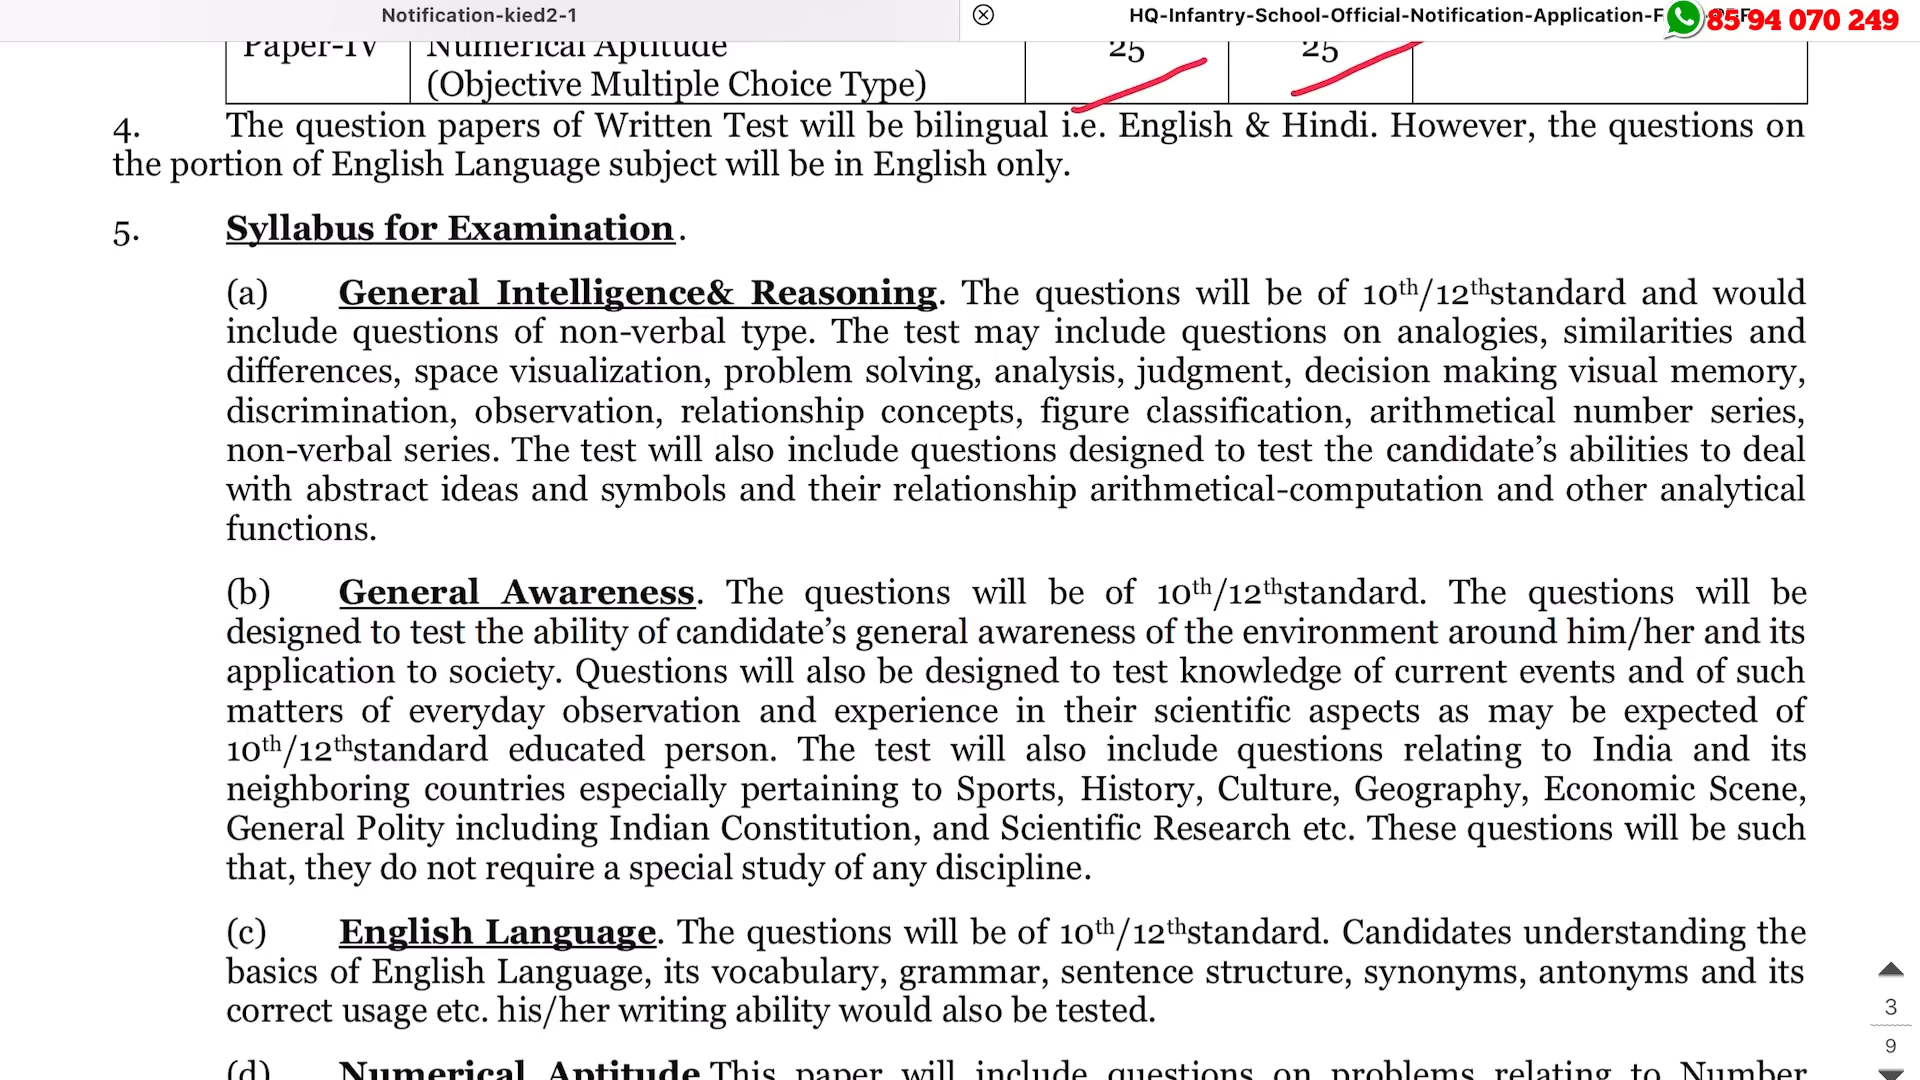 Notification-kied2-1
HQ-Infantry-School-Official-Notification-Application-F
85 94 070 249
Paper-IV Numerical Aptitude 25 25
(Objective Multiple Choice Type)
4. The question papers of Written Test will be bilingual i.e. English & Hindi. However, the questions on
the portion of English Language subject will be in English only.
5. Syllabus for Examination.
(a) General Intelligence& Reasoning. The questions will be of 10th/12thstandard and would
include questions of non-verbal type. The test may include questions on analogies, similarities and
differences, space visualization, problem solving, analysis, judgment, decision making visual memory,
discrimination, observation, relationship concepts, figure classification, arithmetical number series,
non-verbal series. The test will also include questions designed to test the candidate’s abilities to deal
with abstract ideas and symbols and their relationship arithmetical-computation and other analytical
functions.
(b) General Awareness. The questions will be of 10th/12thstandard. The questions will be
designed to test the ability of candidate’s general awareness of the environment around him/her and its
application to society. Questions will also be designed to test knowledge of current events and of such
matters of everyday observation and experience in their scientific aspects as may be expected of
10th/12thstandard educated person. The test will also include questions relating to India and its
neighboring countries especially pertaining to Sports, History, Culture, Geography, Economic Scene,
General Polity including Indian Constitution, and Scientific Research etc. These questions will be such
that, they do not require a special study of any discipline.
(c) English Language. The questions will be of 10th/12thstandard. Candidates understanding the
basics of English Language, its vocabulary, grammar, sentence structure, synonyms, antonyms and its
correct usage etc. his/her writing ability would also be tested.
(d) Numerical Aptitude This paper will include questions on problems relating to Number
3
9